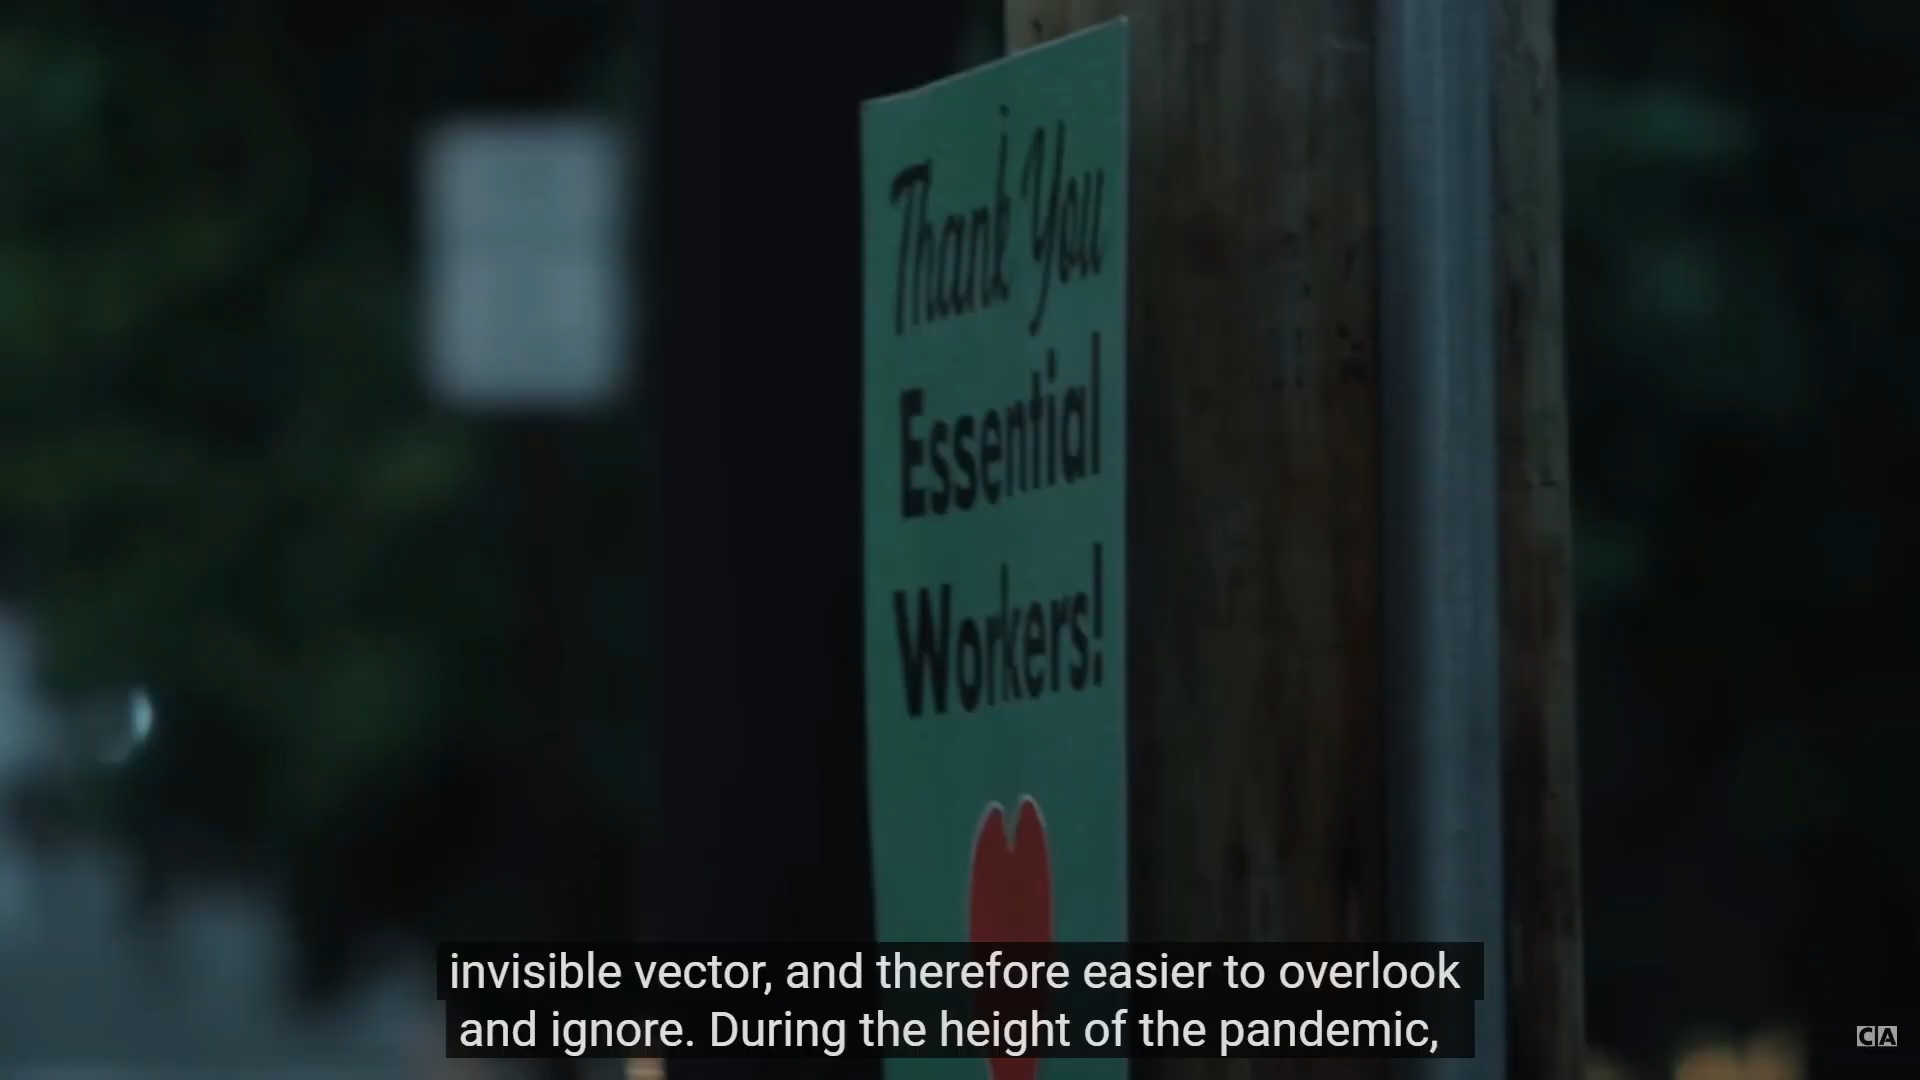 Thank You
Essential
Workers!
invisible vector, and therefore easier to overlook
and ignore. During the height of the pandemic,
CA